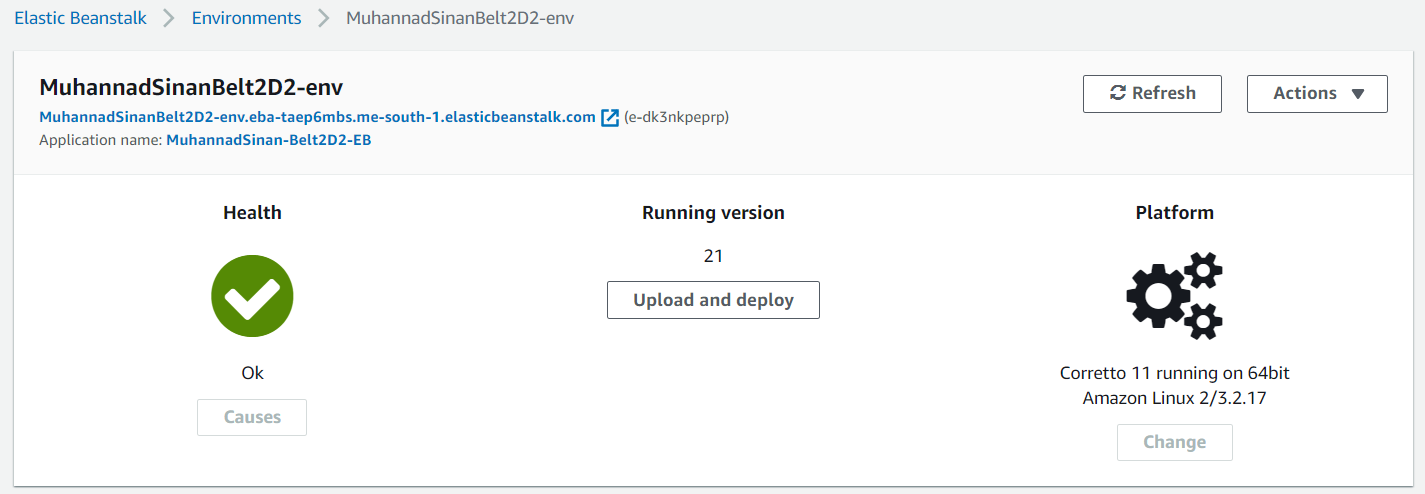 Elastic Beanstalk > Environments > MuhannadSinanBelt2D2-env
MuhannadSinanBelt2D2-env
Refresh
Actions
MuhannadSinanBelt2D2-env.eba-taep6mbs.me-south-1.elasticbeanstalk.com (e-dk3nkpeprp)
Application name: MuhannadSinan-Belt2D2-EB
Health
Ok
Causes
Running version
21
Upload and deploy
Platform
Corretto 11 running on 64bit
Amazon Linux 2/3.2.17
Change